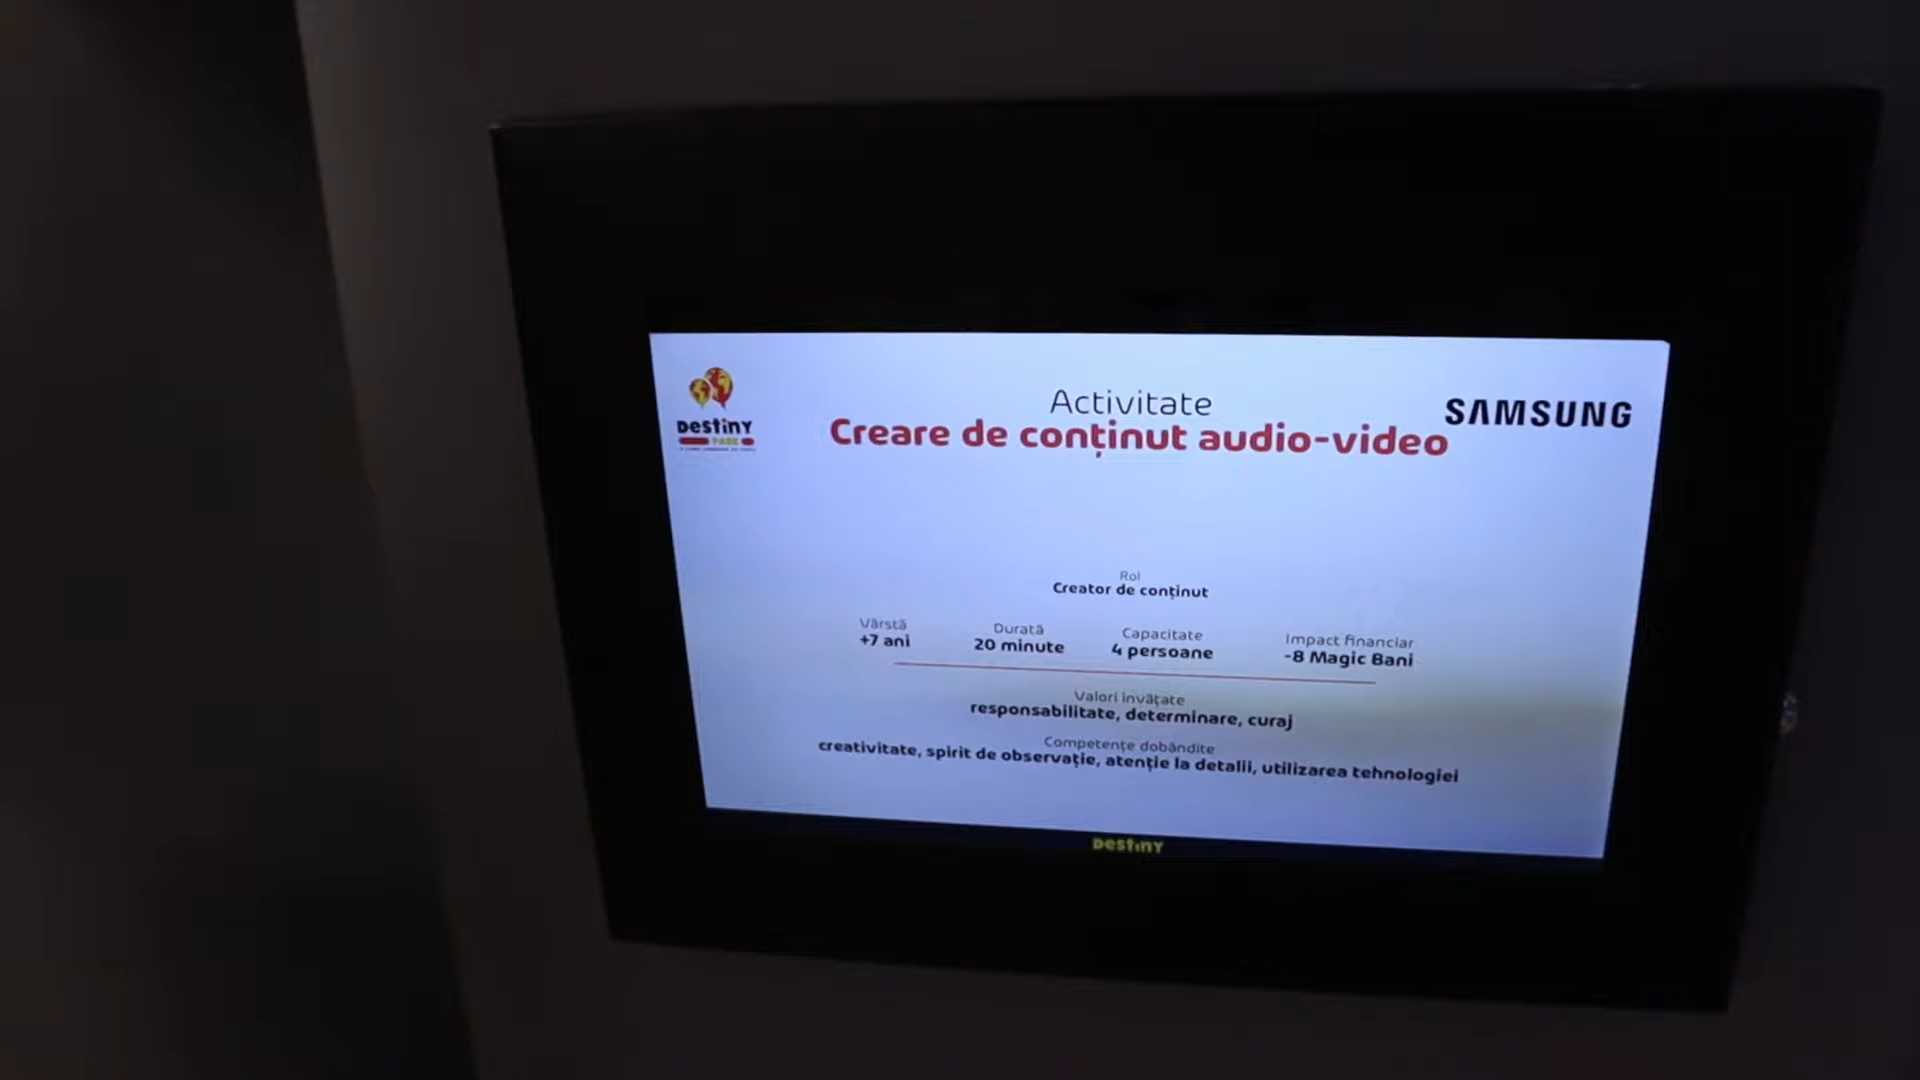 DESTINY
PARK
Activitate
Creare de conținut audio-video
SAMSUNG
Rol
Creator de conținut
Vârstă
+7 ani
Durată
20 minute
Capacitate
4 persoane
Impact financiar
-8 Magic Bani
Valori învățate
responsabilitate, determinare, curaj
Competențe dobândite
creativitate, spirit de observație, atenție la detalii, utilizarea tehnologiei
DESTINY